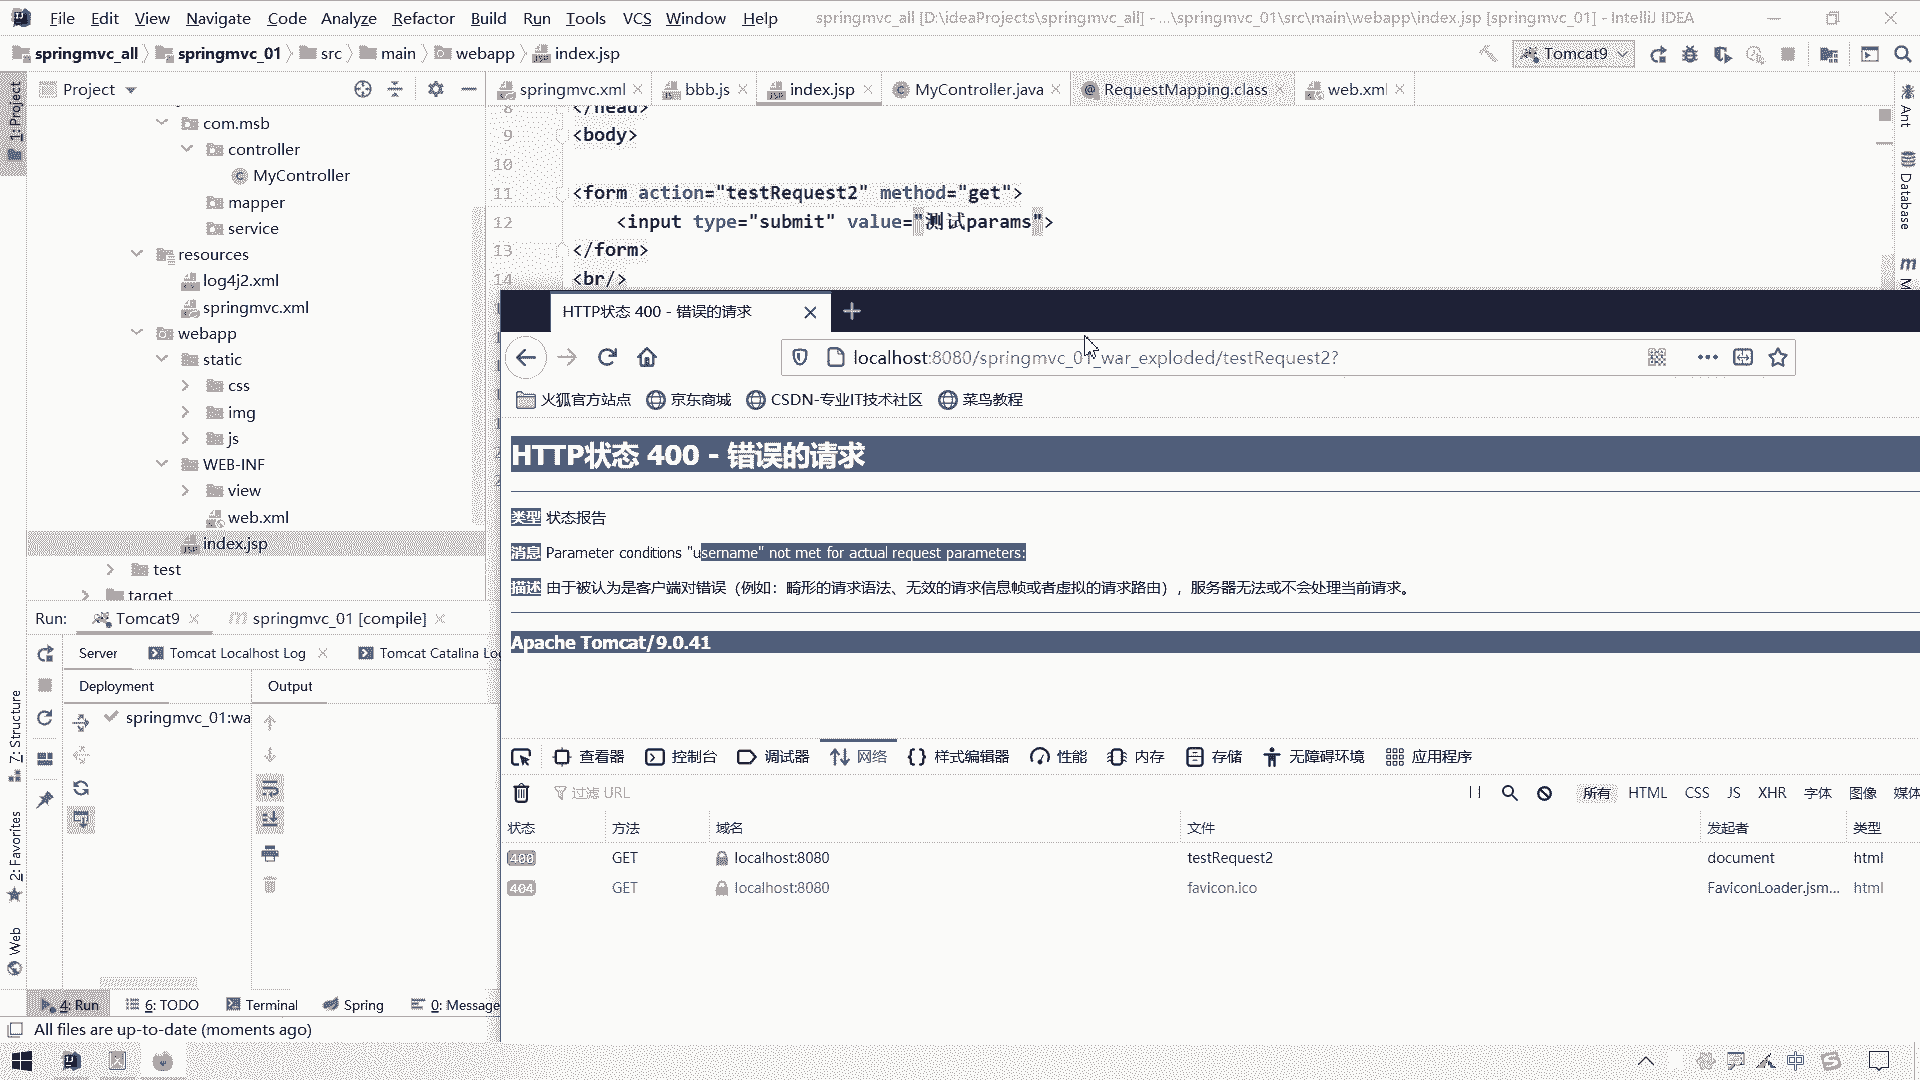 File Edit View Navigate Code Analyze Refactor Build Run Tools VCS Window Help springmvc_all [D:\ideaProjects\springmvc_all] - ...\springmvc_01\src\main\webapp\index.jsp [springmvc_01] - IntelliJ IDEA
springmvc_all springmvc_01 src main webapp index.jsp Tomcat9
1: Project
Project
springmvc.xml bbb.js index.jsp MyController.java RequestMapping.class web.xml
com.msb
controller
MyController
mapper
service
resources
log4j2.xml
springmvc.xml
webapp
static
css
img
js
WEB-INF
view
web.xml
index.jsp
test
target
8 </head>
9 <body>
10
11 <form action="testRequest2" method="get">
12 <input type="submit" value="测试params">
13 </form>
14 <br/>
Ant
Database
HTTP状态 400 - 错误的请求
localhost:8080/springmvc_01_war_exploded/testRequest2?
火狐官方站点 京东商城 CSDN-专业IT技术社区 菜鸟教程
HTTP状态 400 - 错误的请求
类型 状态报告
消息 Parameter conditions "username" not met for actual request parameters:
描述 由于被认为是客户端对错误（例如：畸形的请求语法、无效的请求信息帧或者虚拟的请求路由），服务器无法或不会处理当前请求。
Apache Tomcat/9.0.41
查看器 控制台 调试器 网络 样式编辑器 性能 内存 存储 无障碍环境 应用程序
过滤 URL
所有 HTML CSS JS XHR 字体 图像 媒体
状态 方法 域名 文件 发起者 类型
400 GET localhost:8080 testRequest2 document html
404 GET localhost:8080 favicon.ico FaviconLoader.jsm... html
Run: Tomcat9 springmvc_01 [compile]
Server Tomcat Localhost Log Tomcat Catalina Lo
Deployment Output
springmvc_01:wa
7: Structure
2: Favorites
Web
4: Run 6: TODO Terminal Spring 0: Message
All files are up-to-date (moments ago)
中